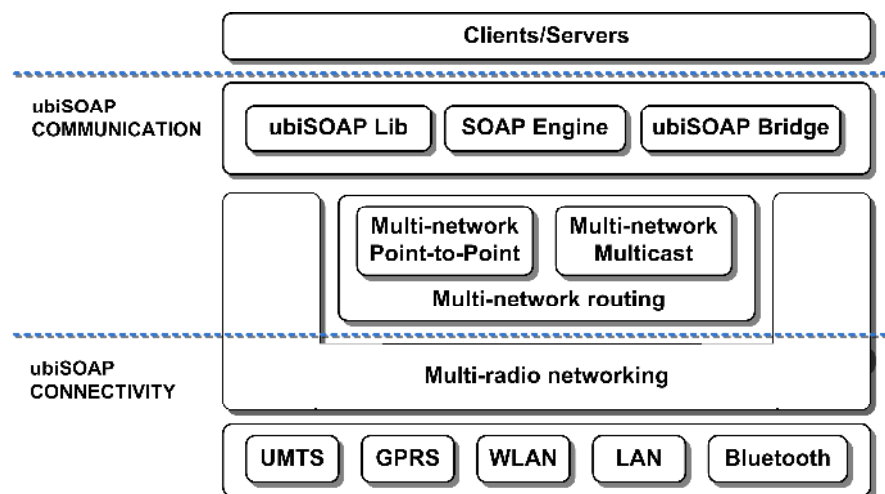 Clients/Servers
ubiSOAP
COMMUNICATION
ubiSOAP Lib
SOAP Engine
ubiSOAP Bridge
Multi-network
Point-to-Point
Multi-network
Multicast
Multi-network routing
ubiSOAP
CONNECTIVITY
Multi-radio networking
UMTS
GPRS
WLAN
LAN
Bluetooth